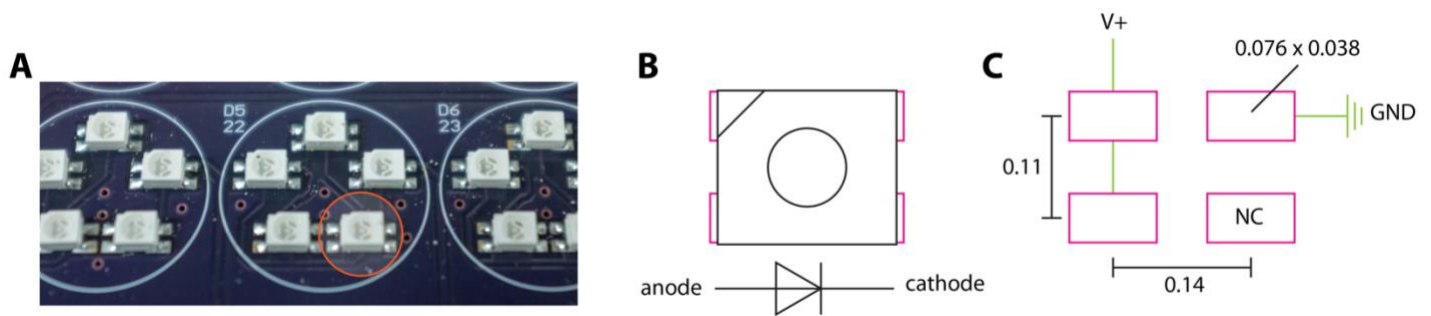 A
D5
22
D6
23
B
anode
cathode
C
V+
0.076 x 0.038
GND
0.11
NC
0.14